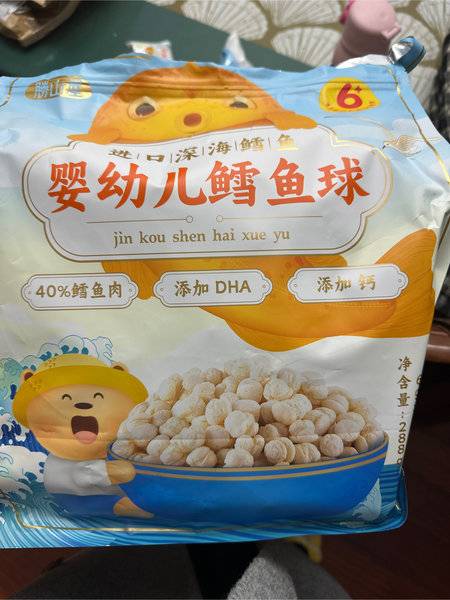 6+
进口深海鳕鱼
婴幼儿鳕鱼球
jin kou shen hai xue yu
40%鳕鱼肉
添加 DHA
添加 钙
净含量:288g